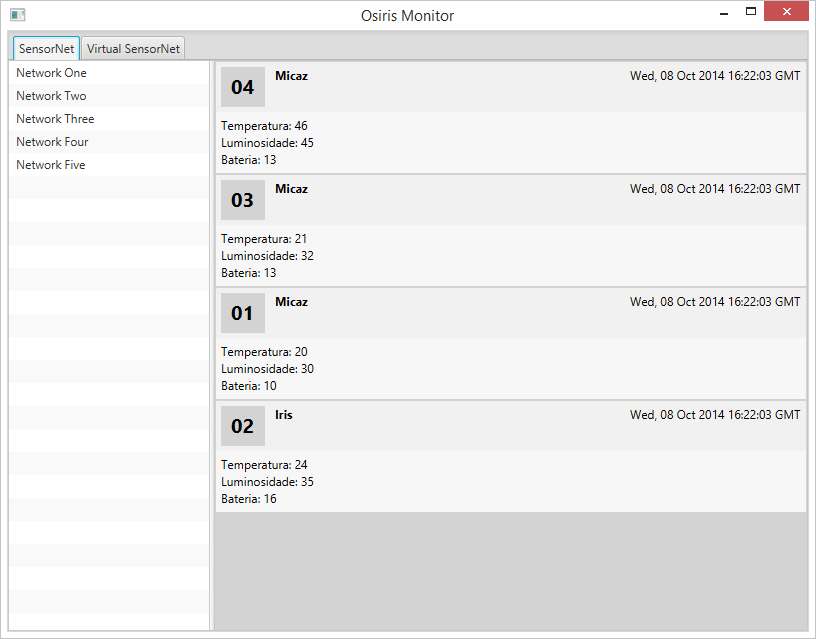 Osiris Monitor
SensorNet Virtual SensorNet
Network One
Network Two
Network Three
Network Four
Network Five
04 Micaz Wed, 08 Oct 2014 16:22:03 GMT
Temperatura: 46
Luminosidade: 45
Bateria: 13
03 Micaz Wed, 08 Oct 2014 16:22:03 GMT
Temperatura: 21
Luminosidade: 32
Bateria: 13
01 Micaz Wed, 08 Oct 2014 16:22:03 GMT
Temperatura: 20
Luminosidade: 30
Bateria: 10
02 Iris Wed, 08 Oct 2014 16:22:03 GMT
Temperatura: 24
Luminosidade: 35
Bateria: 16